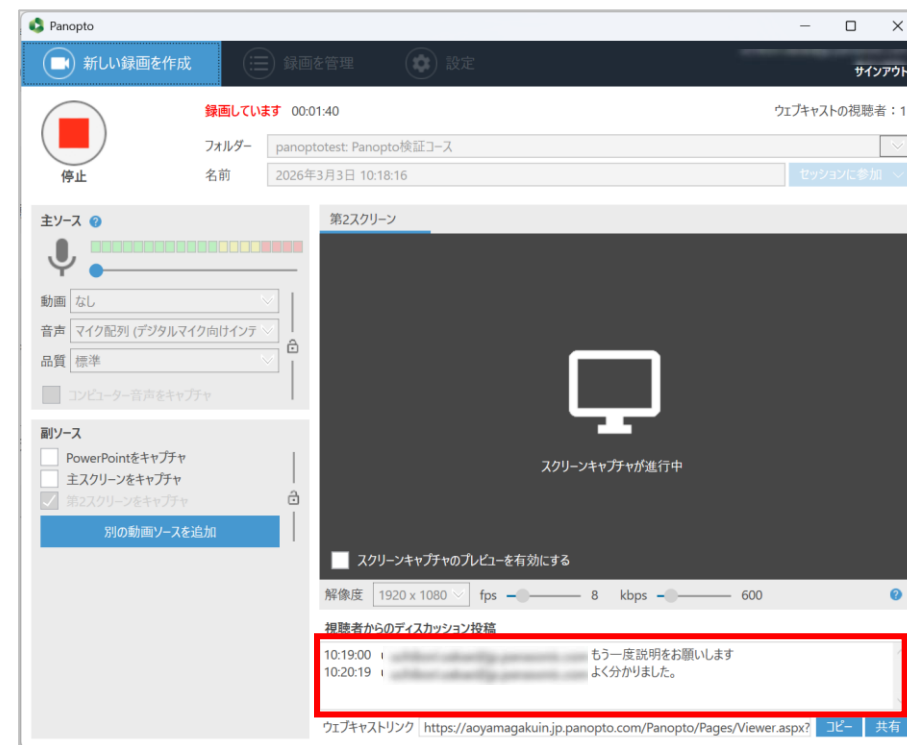 Panopto
新しい録画を作成
録画を管理
設定
サインアウト
録画しています 00:01:40
ウェブキャストの視聴者：1
停止
フォルダー panoptotest: Panopto検証コース
名前 2026年3月3日 10:18:16 セッションに参加
主ソース
第2スクリーン
動画 なし
音声 マイク配列 (デジタルマイク向けインテ
品質 標準
コンピューター音声をキャプチャ
副ソース
PowerPointをキャプチャ
主スクリーンをキャプチャ
第2スクリーンをキャプチャ
別の動画ソースを追加
スクリーンキャプチャが進行中
スクリーンキャプチャのプレビューを有効にする
解像度 1920 x 1080 fps 8 kbps 600
視聴者からのディスカッション投稿
10:19:00 もう一度説明をお願いします
10:20:19 よく分かりました。
ウェブキャストリンク https://aoyamagakuin.jp.panopto.com/Panopto/Pages/Viewer.aspx? コピー 共有